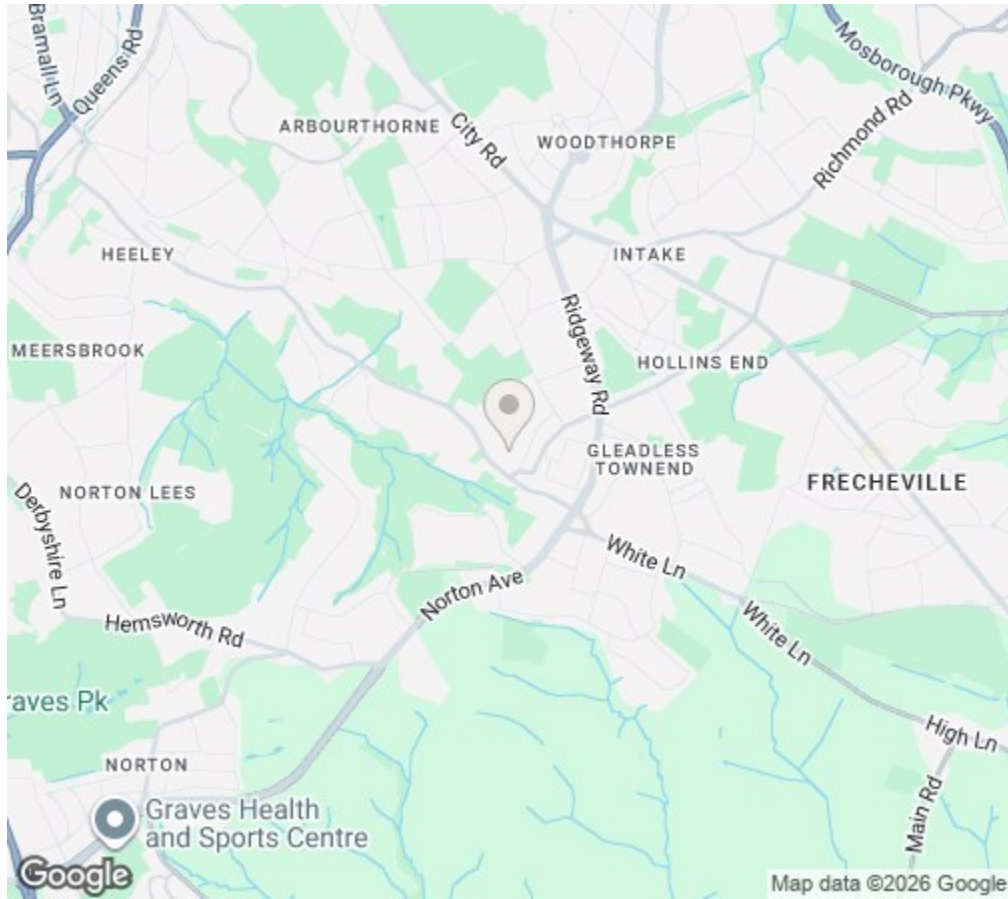 Bramall Ln
Queens Rd
Mosborough Pkwy
ARBOURTHORNE
City Rd
WOODTHORPE
Richmond Rd
HEELEY
INTAKE
MEERSBROOK
Ridgeway Rd
HOLLINS END
GLEADLESS
TOWNEND
NORTON LEES
FRECHEVILLE
Derbyshire Ln
White Ln
Norton Ave
Hemsworth Rd
White Ln
raves Pk
High Ln
NORTON
Main Rd
Graves Health
and Sports Centre
Google
Map data ©2026 Google